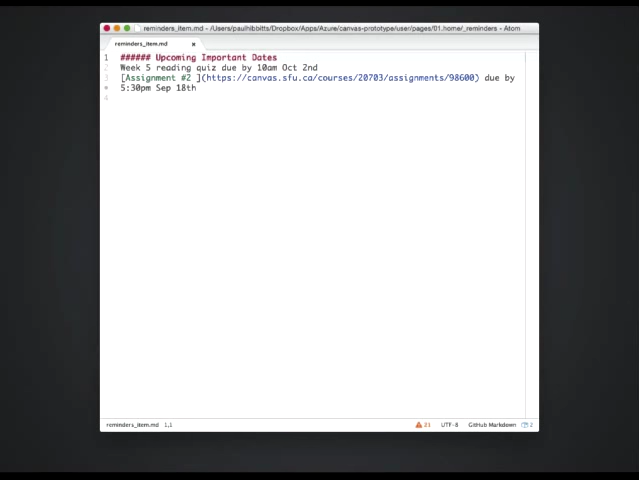 reminders_item.md - /Users/paulhibbitts/Dropbox/Apps/Azure/canvas-prototype/user/pages/01.home/_reminders - Atom
reminders_item.md x
1 ###### Upcoming Important Dates
2 Week 5 reading quiz due by 10am Oct 2nd
3 [Assignment #2 ](https://canvas.sfu.ca/courses/20703/assignments/98600) due by
• 5:30pm Sep 18th
4
reminders_item.md 1,1 21 UTF-8 GitHub Markdown 2